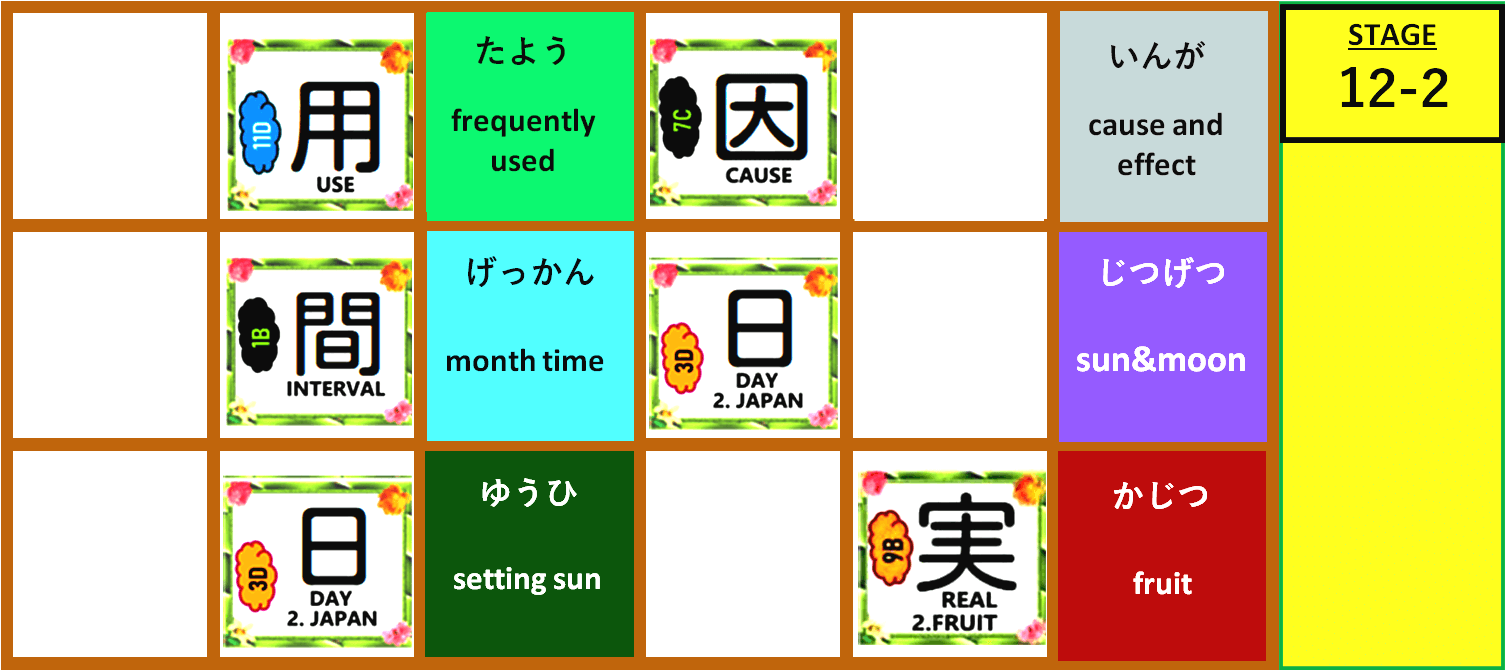 11D
用
USE
たよう
frequently
used
7C
因
CAUSE
いんが
cause and
effect
STAGE
12-2
1B
間
INTERVAL
げっかん
month time
3D
日
DAY
2. JAPAN
じつげつ
sun&moon
3D
日
DAY
2. JAPAN
ゆうひ
setting sun
9B
実
REAL
2.FRUIT
かじつ
fruit